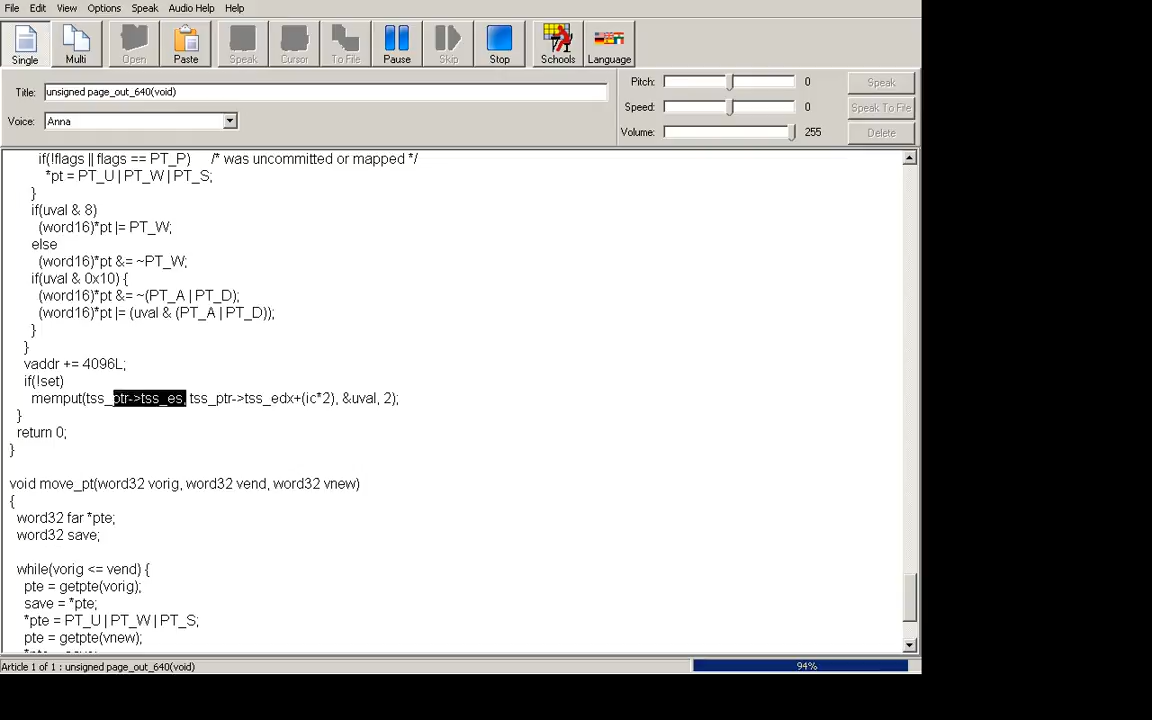 File Edit View Options Speak Audio Help Help
Single Multi Open Paste Speak Cursor To File Pause Skip Stop Schools Language
Title: unsigned page_out_640(void)
Voice: Anna
Pitch: 0 Speak
Speed: 0 Speak To File
Volume: 255 Delete
if(!flags || flags == PT_P) /* was uncommitted or mapped */
*pt = PT_U | PT_W | PT_S;
}
if(uval & 8)
(word16)*pt |= PT_W;
else
(word16)*pt &= ~PT_W;
if(uval & 0x10) {
(word16)*pt &= ~(PT_A | PT_D);
(word16)*pt |= (uval & (PT_A | PT_D));
}
}
vaddr += 4096L;
if(!set)
memput(tss_ptr->tss_es, tss_ptr->tss_edx+(ic*2), &uval, 2);
}
return 0;
}
void move_pt(word32 vorig, word32 vend, word32 vnew)
{
word32 far *pte;
word32 save;
while(vorig <= vend) {
pte = getpte(vorig);
save = *pte;
*pte = PT_U | PT_W | PT_S;
pte = getpte(vnew);
Article 1 of 1 : unsigned page_out_640(void) 94%